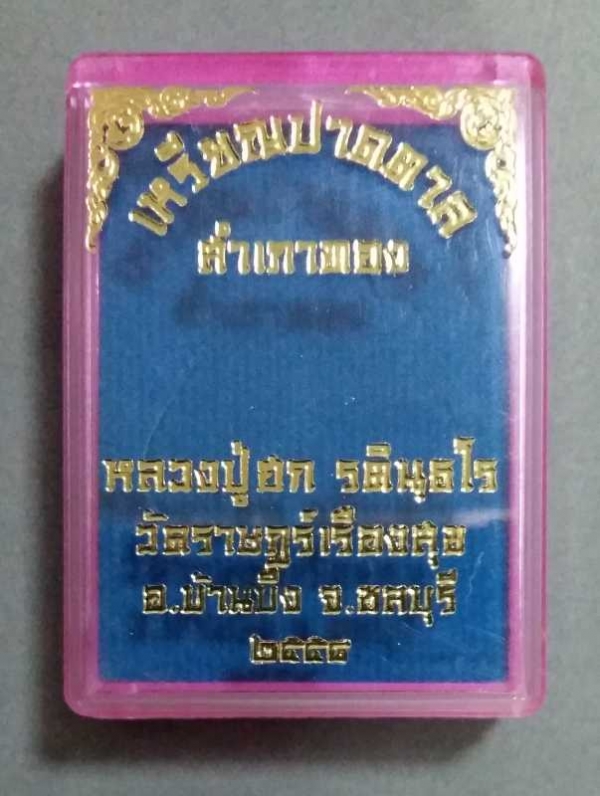 เหรียญปาดตาล
สำเภาทอง
หลวงปู่ฮก รตินฺธโร
วัดราษฎร์เรืองสุข
อ.บ้านบึง จ.ชลบุรี
๒๕๕๔